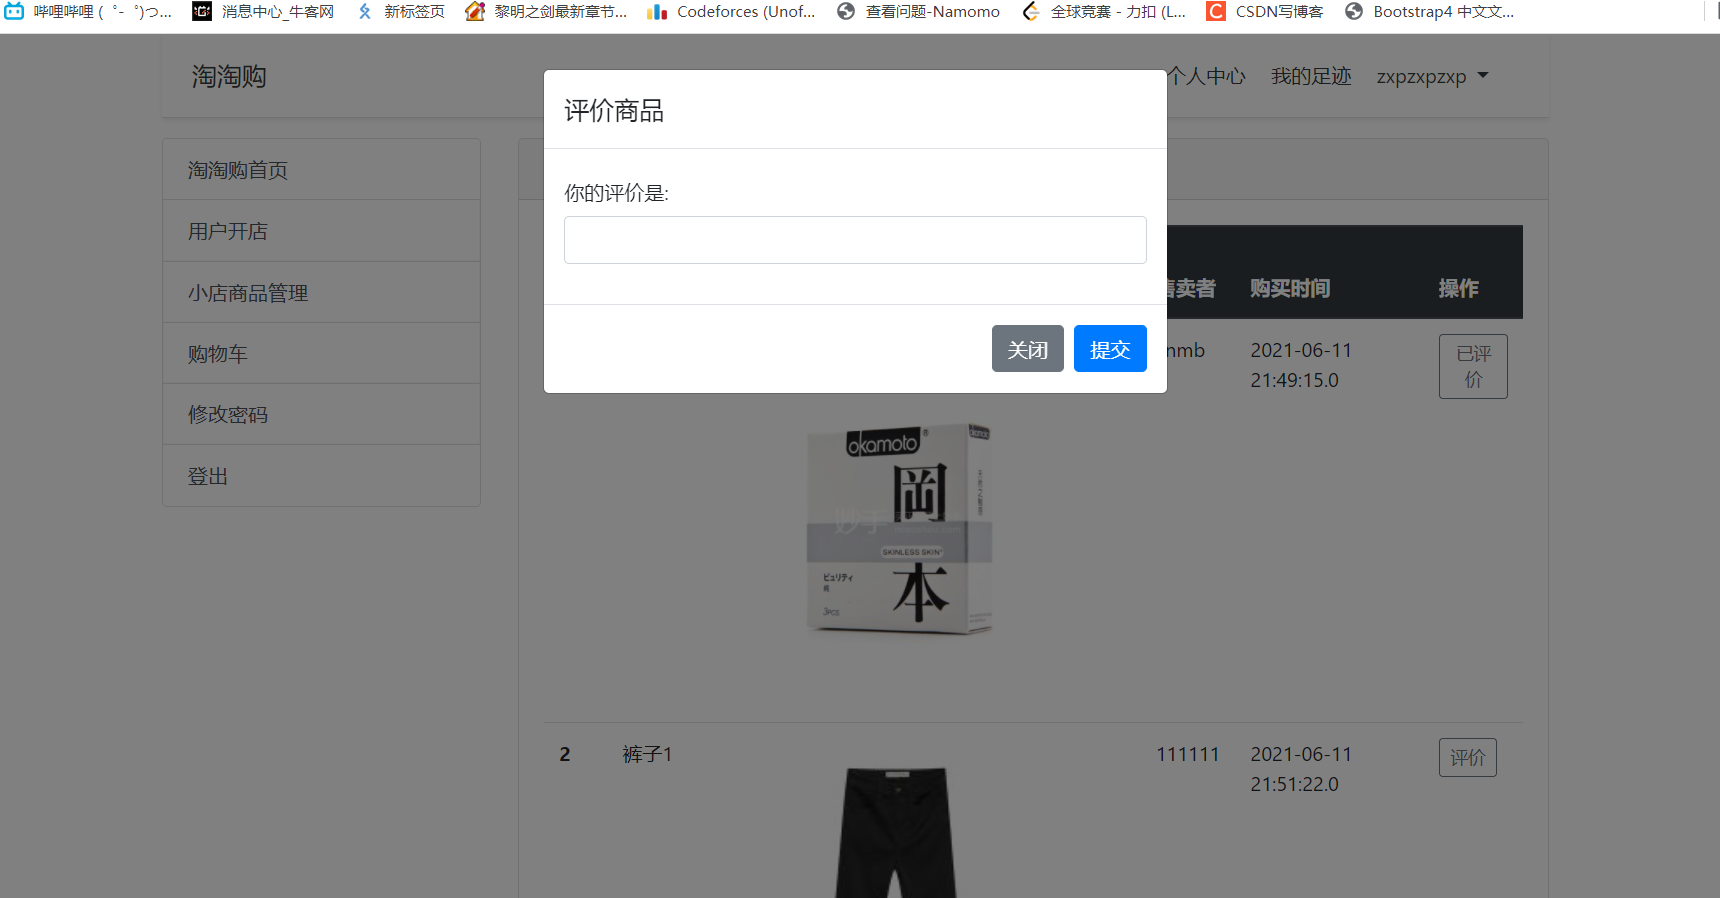 哔哩哔哩 (゜-゜)つ...
消息中心_牛客网
新标签页
黎明之剑最新章节...
Codeforces (Unof...
查看问题-Namomo
全球竞赛 - 力扣 (L...
CSDN写博客
Bootstrap4 中文文...
淘淘购
个人中心
我的足迹
zxpzxpzxp
评价商品
淘淘购首页
用户开店
小店商品管理
购物车
修改密码
登出
你的评价是:
关闭
提交
售卖者
购买时间
操作
nmb
2021-06-11
21:49:15.0
已评
价
okamoto
岡
SKINLESS SKIN
ピュリティ
本
3PCS
2
裤子1
111111
2021-06-11
21:51:22.0
评价